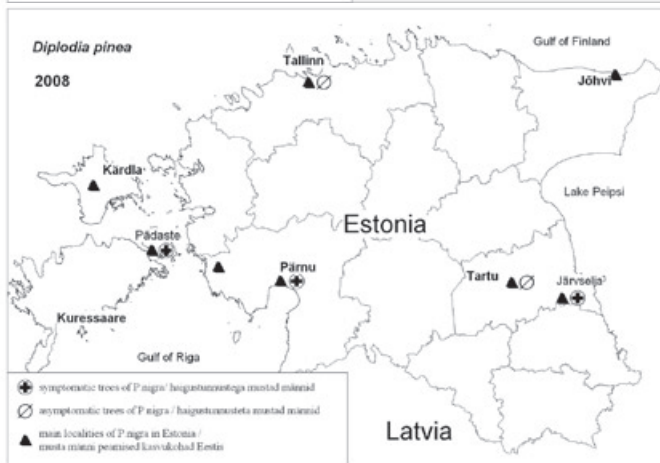 Diplodia pinea
2008
Gulf of Finland
Tallinn
Jõhvi
Kärdla
Lake Peipsi
Estonia
Pädaste
Pärnu
Tartu
Järvselja
Kuressaare
Gulf of Riga
Latvia
symptomatic trees of P.nigra/ haigustunnustega mustad männid
asymptomatic trees of P.nigra / haigustunnusteta mustad männid
main localities of P.nigra in Estonia /
musta männi peamised kasvukohad Eestis